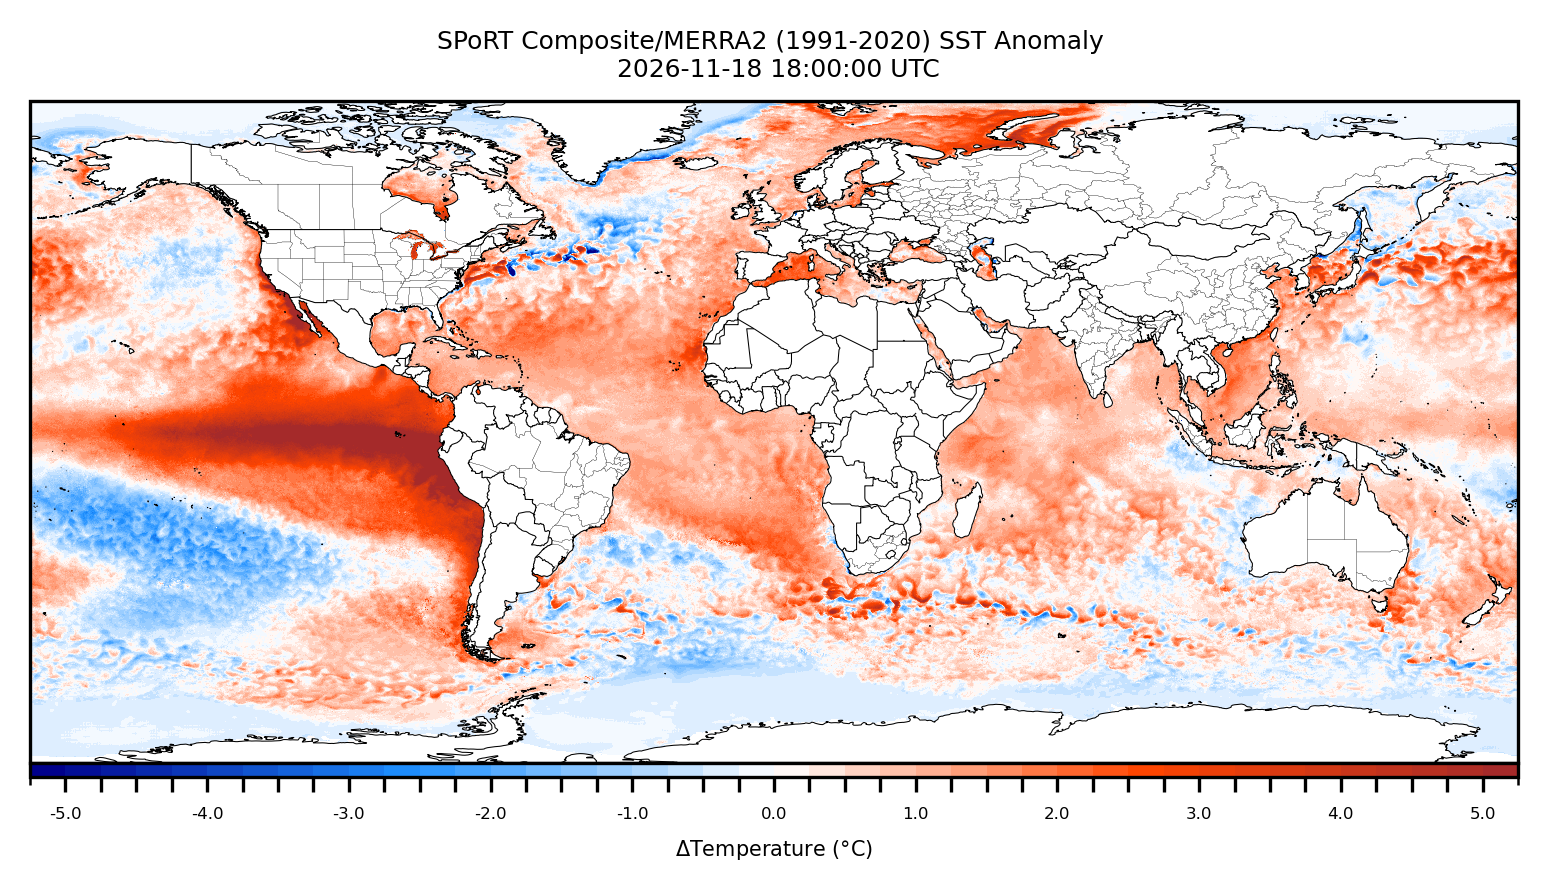 SPoRT Composite/MERRA2 (1991-2020) SST Anomaly
2026-11-18 18:00:00 UTC
-5.0 -4.0 -3.0 -2.0 -1.0 0.0 1.0 2.0 3.0 4.0 5.0
ΔTemperature (°C)